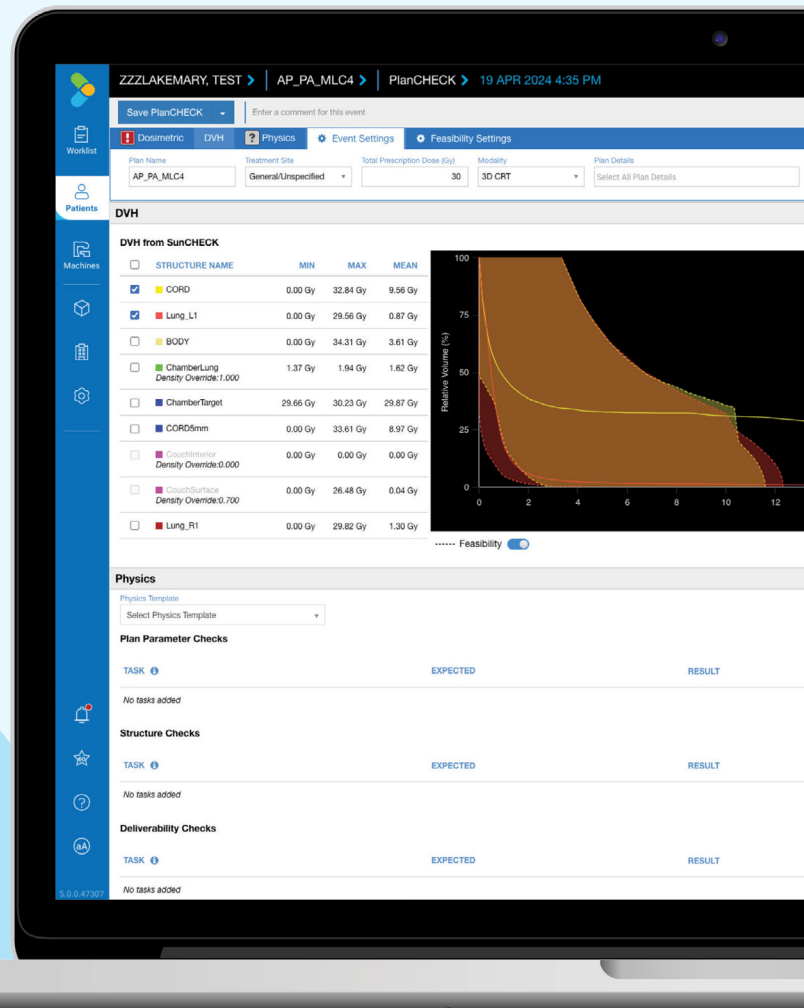 ZZZLAKEMARY, TEST > | AP_PA_MLC4 > | PlanCHECK > 19 APR 2024 4:35 PM
Save PlanCHECK
Enter a comment for this event
Worklist
Patients
Machines
5.0.0.47307
Dosimetric DVH ? Physics Event Settings Feasibility Settings
Plan Name Treatment Site Total Prescription Dose (Gy) Modality Plan Details
AP_PA_MLC4 General/Unspecified 30 3D CRT Select All Plan Details
DVH
DVH from SunCHECK
STRUCTURE NAME MIN MAX MEAN
CORD 0.00 Gy 32.84 Gy 9.56 Gy
Lung_L1 0.00 Gy 29.56 Gy 0.87 Gy
BODY 0.00 Gy 34.31 Gy 3.61 Gy
ChamberLung 1.37 Gy 1.94 Gy 1.62 Gy
Density Override:1.000
ChamberTarget 29.66 Gy 30.23 Gy 29.87 Gy
CORD5mm 0.00 Gy 33.61 Gy 8.97 Gy
CouchInterior 0.00 Gy 0.00 Gy 0.00 Gy
Density Override:0.000
CouchSurface 0.00 Gy 26.48 Gy 0.04 Gy
Density Override:0.700
Lung_R1 0.00 Gy 29.82 Gy 1.30 Gy
Relative Volume (%)
100
75
50
25
0
0 2 4 6 8 10 12
------ Feasibility
Physics
Physics Template
Select Physics Template
Plan Parameter Checks
TASK EXPECTED RESULT
No tasks added
Structure Checks
TASK EXPECTED RESULT
No tasks added
Deliverability Checks
TASK EXPECTED RESULT
No tasks added
aA